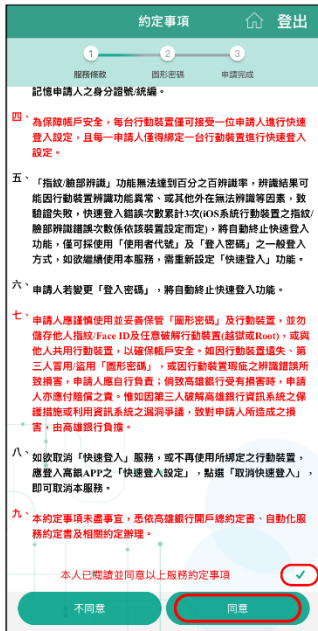 約定事項 登出
1 2 3
服務條款 圖形密碼 申請完成
記憶申請人之身分證號/統編。
四、為保障帳戶安全，每台行動裝置僅可接受一位申請人進行快速
登入設定，且每一申請人僅得綁定一台行動裝置進行快速登入
設定。
五、「指紋/臉部辨識」功能無法達到百分之百辨識率，辨識結果可
能因行動裝置辨識功能異常、或其他外在無法辨識等因素，致
驗證失敗，快速登入錯誤次數累計3次(iOS系統行動裝置之指紋/
臉部辨識錯誤次數係依該裝置設定而定)，將自動終止快速登入
功能，僅可採使用「使用者代號」及「登入密碼」之一般登入
方式，如欲繼續使用本服務，需重新設定「快速登入」功能。
六、申請人若變更「登入密碼」，將自動終止快速登入功能。
七、申請人應謹慎使用並妥善保管「圖形密碼」及行動裝置，並勿
儲存他人指紋/Face ID及任意破解行動裝置(越獄或Root)，或與
他人共用行動裝置，以確保帳戶安全。如因行動裝置遺失、第
三人冒用/盜用「圖形密碼」，或因行動裝置瑕疵之辨識錯誤所
致損害，申請人應自行負責；倘致高雄銀行受有損害時，申請
人亦應付賠償之責。惟如因第三人破解高雄銀行資訊系統之保
護措施或利用資訊系統之漏洞爭議，致對申請人所造成之損
害，由高雄銀行負擔。
八、如欲取消「快速登入」服務，或不再使用所綁定之行動裝置，
應登入高銀APP之「快速登入設定」，點選「取消快速登入」，
即可取消本服務。
九、本約定事項未盡事宜，悉依高雄銀行開戶總約定書、自動化服
務約定書及相關約定辦理。
本人已閱讀並同意以上服務約定事項
不同意 同意